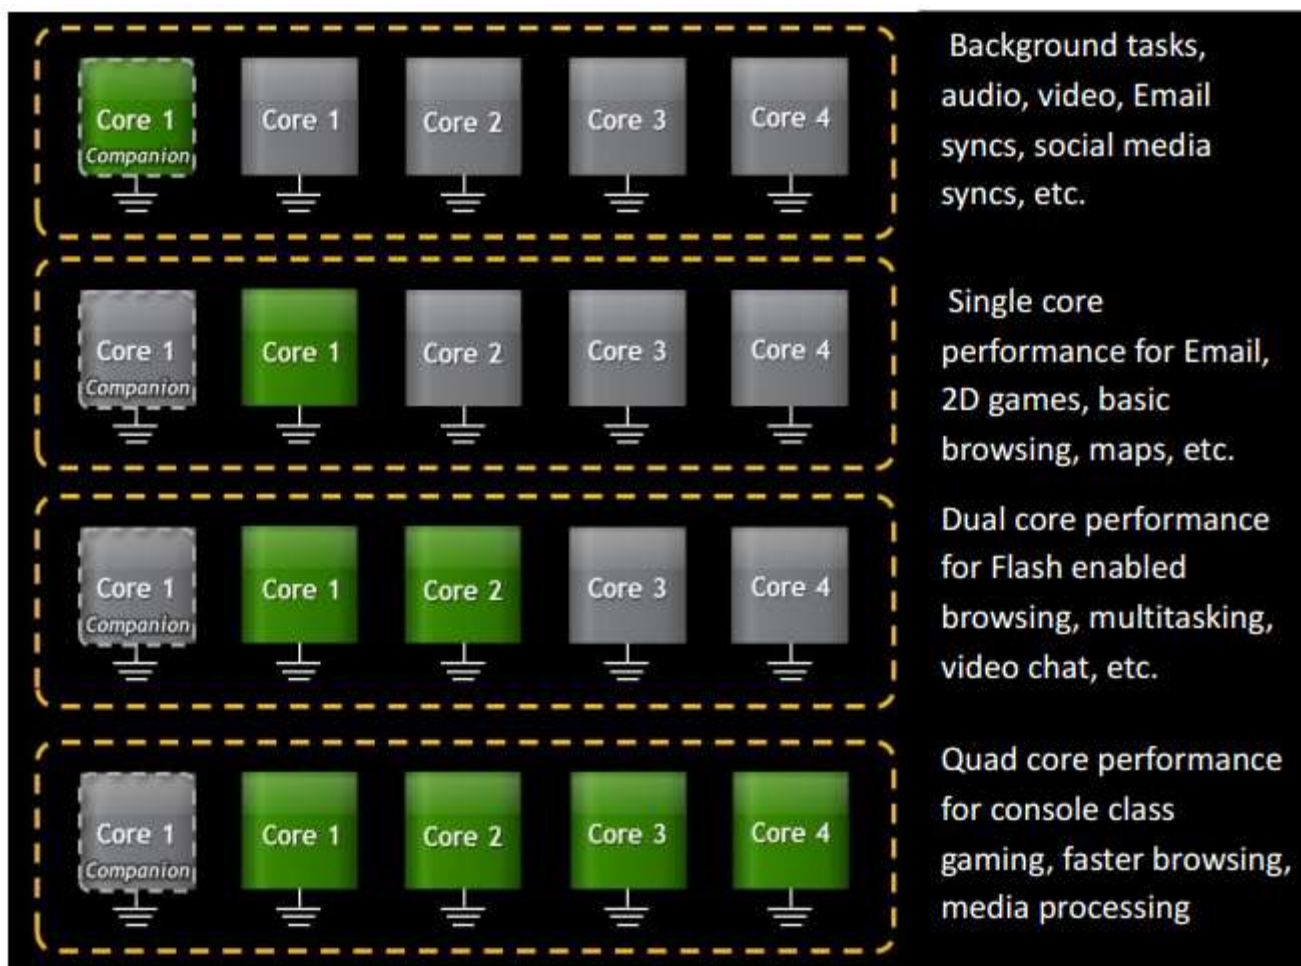 Core 1
Companion
Core 1
Core 2
Core 3
Core 4
Background tasks,
audio, video, Email
syncs, social media
syncs, etc.
Core 1
Companion
Core 1
Core 2
Core 3
Core 4
Single core
performance for Email,
2D games, basic
browsing, maps, etc.
Core 1
Companion
Core 1
Core 2
Core 3
Core 4
Dual core performance
for Flash enabled
browsing, multitasking,
video chat, etc.
Core 1
Companion
Core 1
Core 2
Core 3
Core 4
Quad core performance
for console class
gaming, faster browsing,
media processing